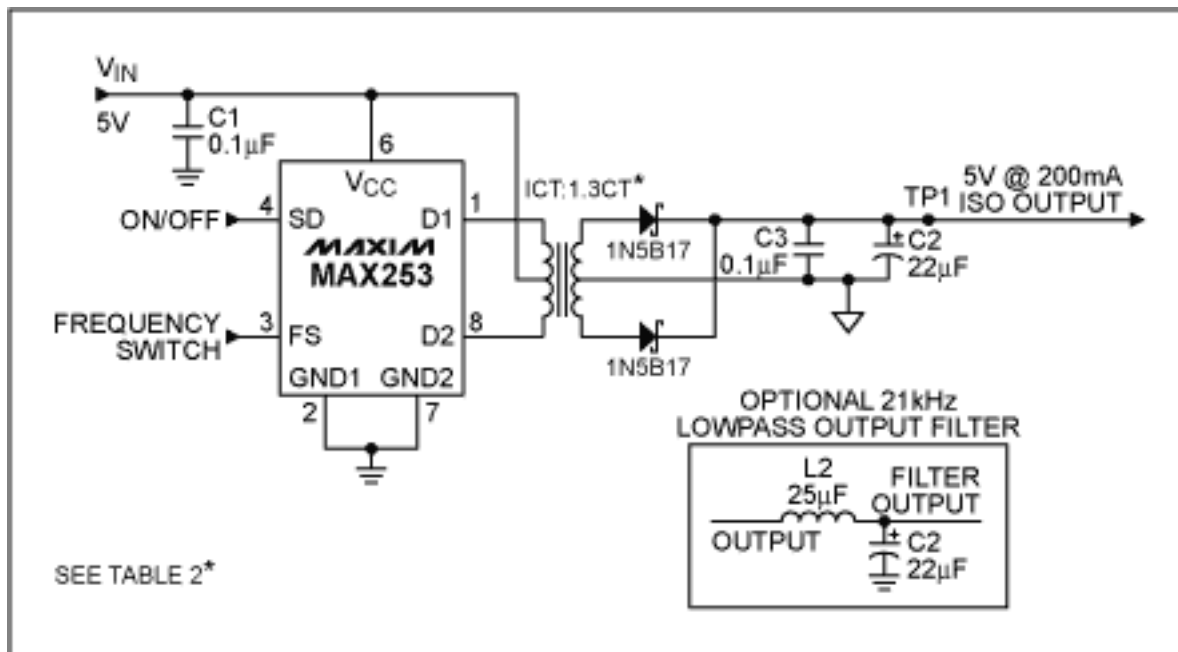 VIN
5V
C1
0.1µF
6
VCC
ON/OFF
4
SD
D1
1
MAXIM
MAX253
FREQUENCY
SWITCH
3
FS
D2
8
GND1
GND2
2
7
ICT:1.3CT*
1N5B17
1N5B17
C3
0.1µF
TP1
5V @ 200mA
ISO OUTPUT
+
C2
22µF
OPTIONAL 21kHz
LOWPASS OUTPUT FILTER
L2
25µF
FILTER
OUTPUT
OUTPUT
+
C2
22µF
SEE TABLE 2*